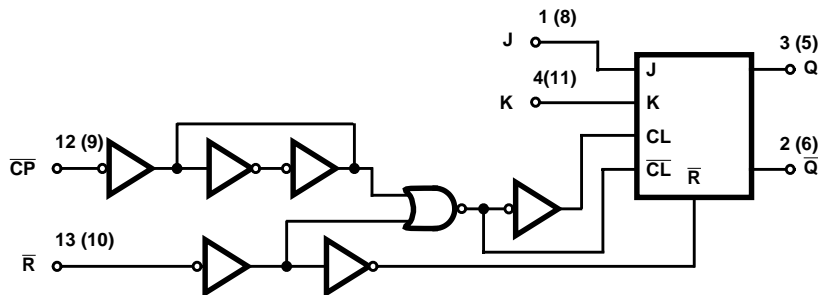 1 (8)
J
3 (5)
Q
J
4(11)
K
K
12 (9)
CP
CL
2 (6)
Q
CL
R
13 (10)
R